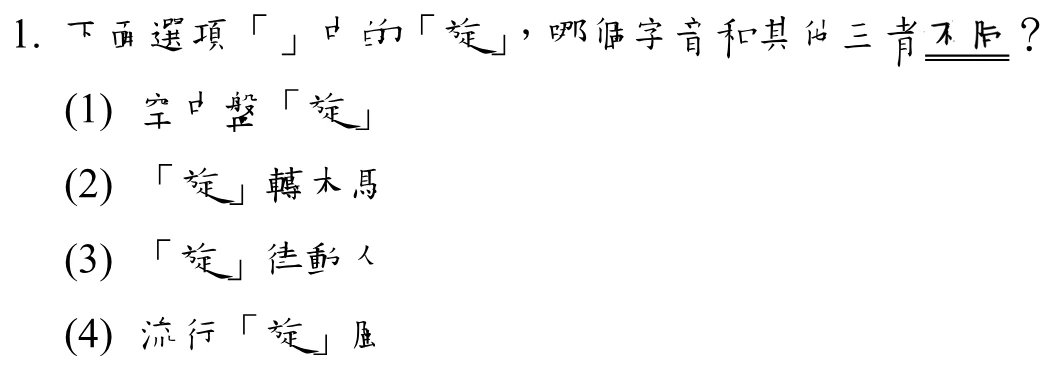 1. 下面選項「」中的「旋」，哪個字音和其他三者不同？
(1) 空中盤「旋」
(2) 「旋」轉木馬
(3) 「旋」律動人
(4) 流行「旋」風